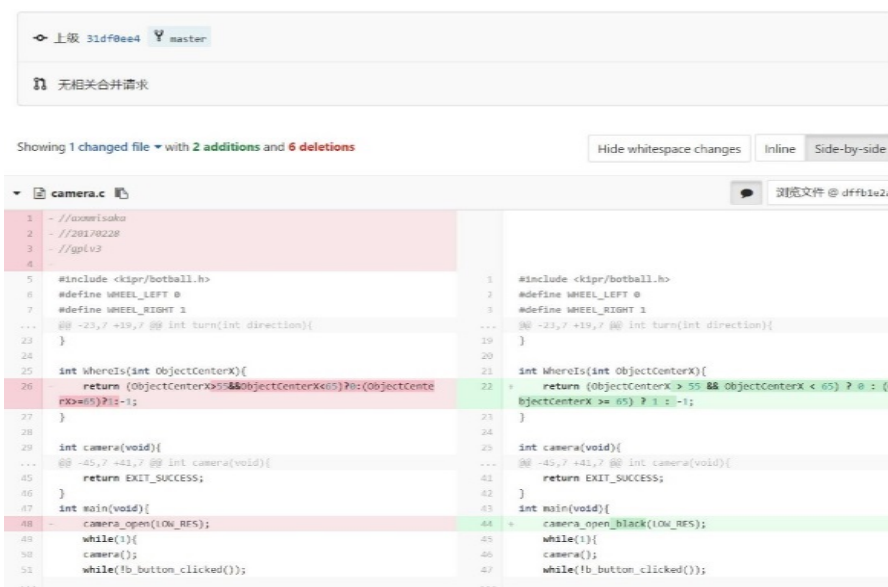 上级 31df0ee4 master
无相关合并请求
Showing 1 changed file with 2 additions and 6 deletions
Hide whitespace changes Inline Side-by-side
camera.c 浏览文件 @ dffb1e2a
1 - //axmrisaka
2 - //20170228
3 - //gplv3
4 -
5 #include <kipr/botball.h> 1 #include <kipr/botball.h>
6 #define WHEEL_LEFT 0 2 #define WHEEL_LEFT 0
7 #define WHEEL_RIGHT 1 3 #define WHEEL_RIGHT 1
... @@ -23,7 +19,7 @@ int turn(int direction){ ... @@ -23,7 +19,7 @@ int turn(int direction){
23 } 19 }
24 20
25 int WhereIs(int ObjectCenterX){ 21 int WhereIs(int ObjectCenterX){
26 - return (ObjectCenterX>55&&ObjectCenterX<65)?0:(ObjectCente 22 + return (ObjectCenterX > 55 && ObjectCenterX < 65) ? 0 : (
rX>=65)?1:-1; bjectCenterX >= 65) ? 1 : -1;
27 } 23 }
28 24
29 int camera(void){ 25 int camera(void){
... @@ -45,7 +41,7 @@ int camera(void){ ... @@ -45,7 +41,7 @@ int camera(void){
45 return EXIT_SUCCESS; 41 return EXIT_SUCCESS;
46 } 42 }
47 int main(void){ 43 int main(void){
48 - camera_open(LOW_RES); 44 + camera_open_black(LOW_RES);
49 while(1){ 45 while(1){
50 camera(); 46 camera();
51 while(!b_button_clicked()); 47 while(!b_button_clicked());